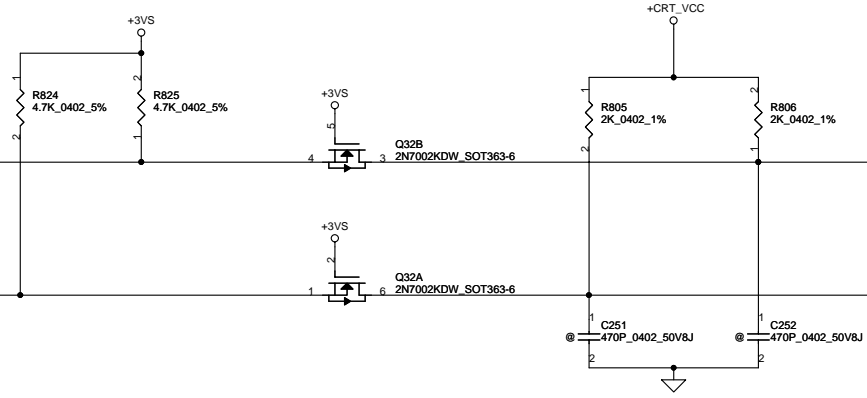 +CRT_VCC
+3VS
1
R824
4.7K_0402_5%
2
2
R825
4.7K_0402_5%
1
+3VS
5
Q32B
2N7002KDW_SOT363-6
4
3
1
R805
2K_0402_1%
2
2
R806
2K_0402_1%
1
+3VS
2
Q32A
2N7002KDW_SOT363-6
1
6
1
C251
@
470P_0402_50V8J
2
1
C252
@
470P_0402_50V8J
2